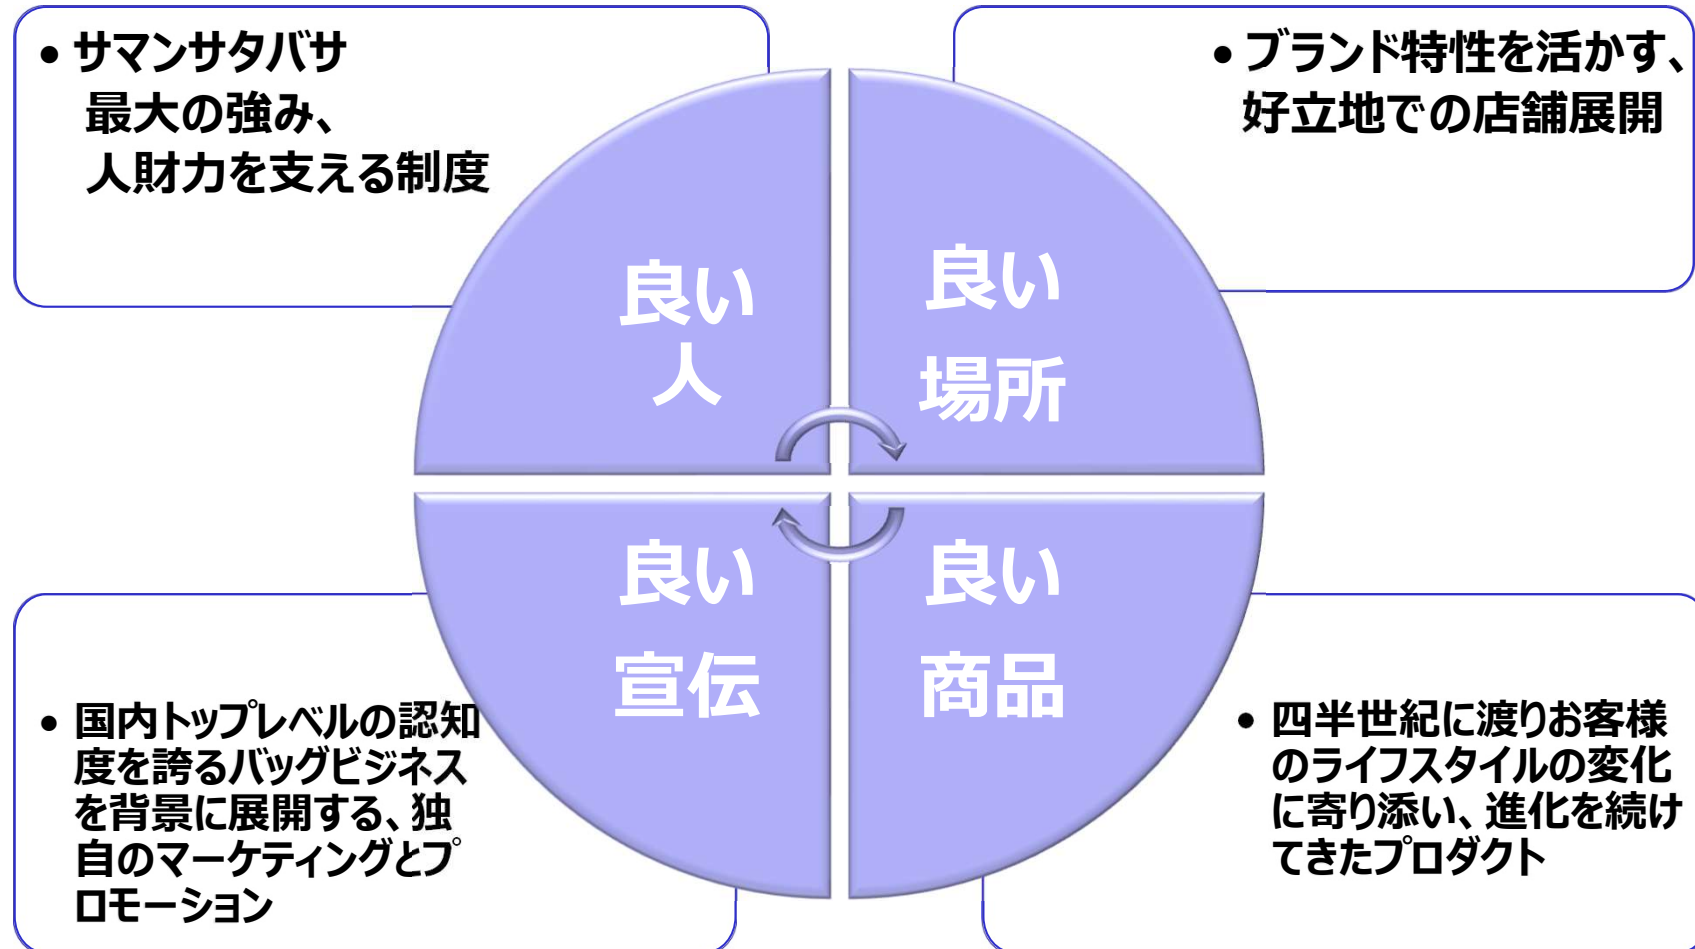 • サマンサタバサ
最大の強み、
人財力を支える制度
• ブランド特性を活かす、
好立地での店舗展開
良い
人
良い
場所
良い
宣伝
良い
商品
• 国内トップレベルの認知
度を誇るバッグビジネス
を背景に展開する、独
自のマーケティングとプ
ロモーション
• 四半世紀に渡りお客様
のライフスタイルの変化
に寄り添い、進化を続け
てきたプロダクト